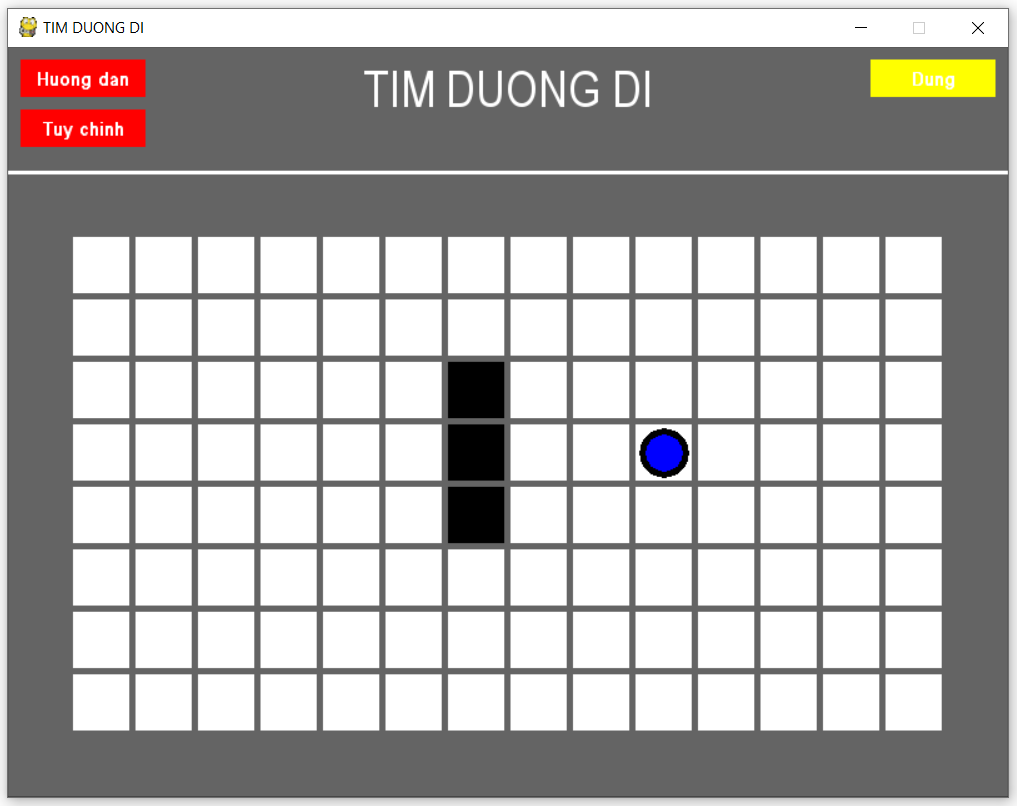 TIM DUONG DI
Huong dan
TIM DUONG DI
Dung
Tuy chinh